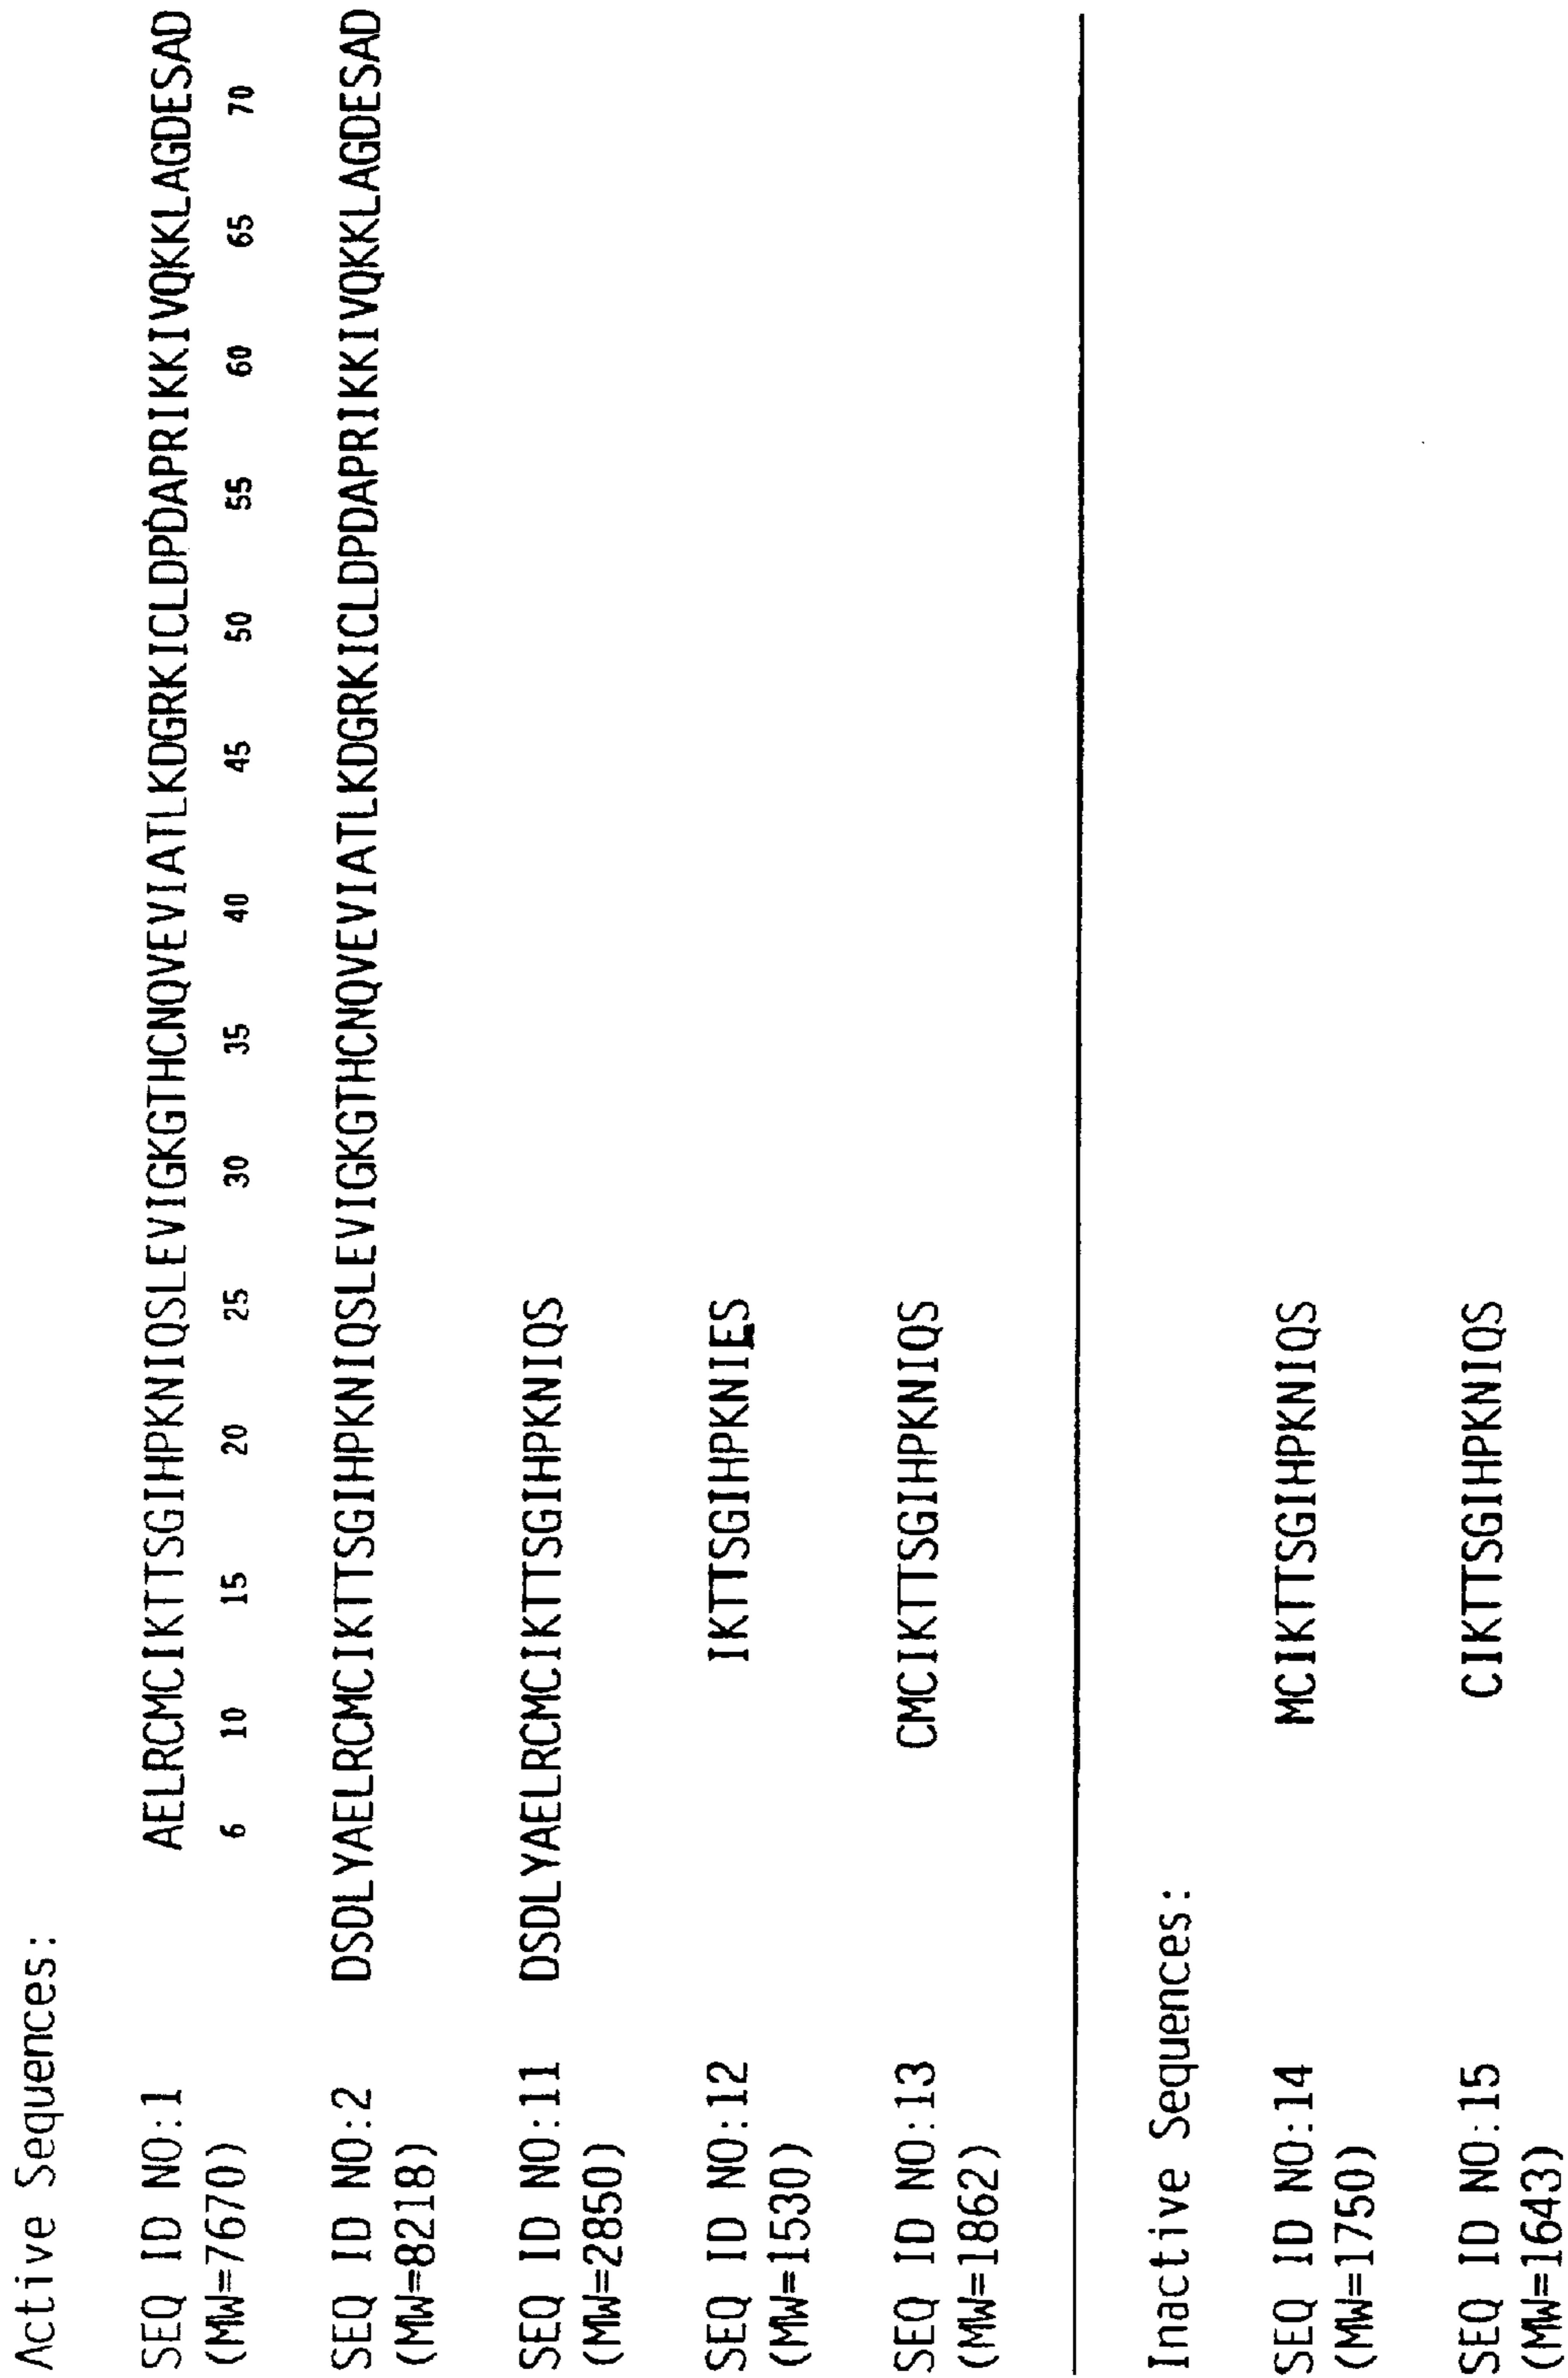 Active Sequences:
SEQ ID NO:1 AELRCMCIKTTSGIHPKNIQSLEVIGKGTHCNQVEVIATLKDGRKICLDPDAPRIKKIVQKKLAGDESAD
(MW=7670) 6 10 15 20 25 30 35 40 45 50 55 60 65 70
SEQ ID NO:2 DSDLYAELRCMCIKTTSGIHPKNIQSLEVIGKGTHCNQVEVIATLKDGRKICLDPDAPRIKKIVQKKLAGDESAD
(MW=8218)
SEQ ID NO:11 DSDLYAELRCMCIKTTSGIHPKNIQS
(MW=2850)
SEQ ID NO:12 IKTTSGIHPKNIES
(MW=1530)
SEQ ID NO:13 CMCIKTTSGIHPKNIQS
(MW=1862)
Inactive Sequences:
SEQ ID NO:14 MCIKTTSGIHPKNIQS
(MW=1750)
SEQ ID NO:15 CIKTTSGIHPKNIQS
(MW=1643)